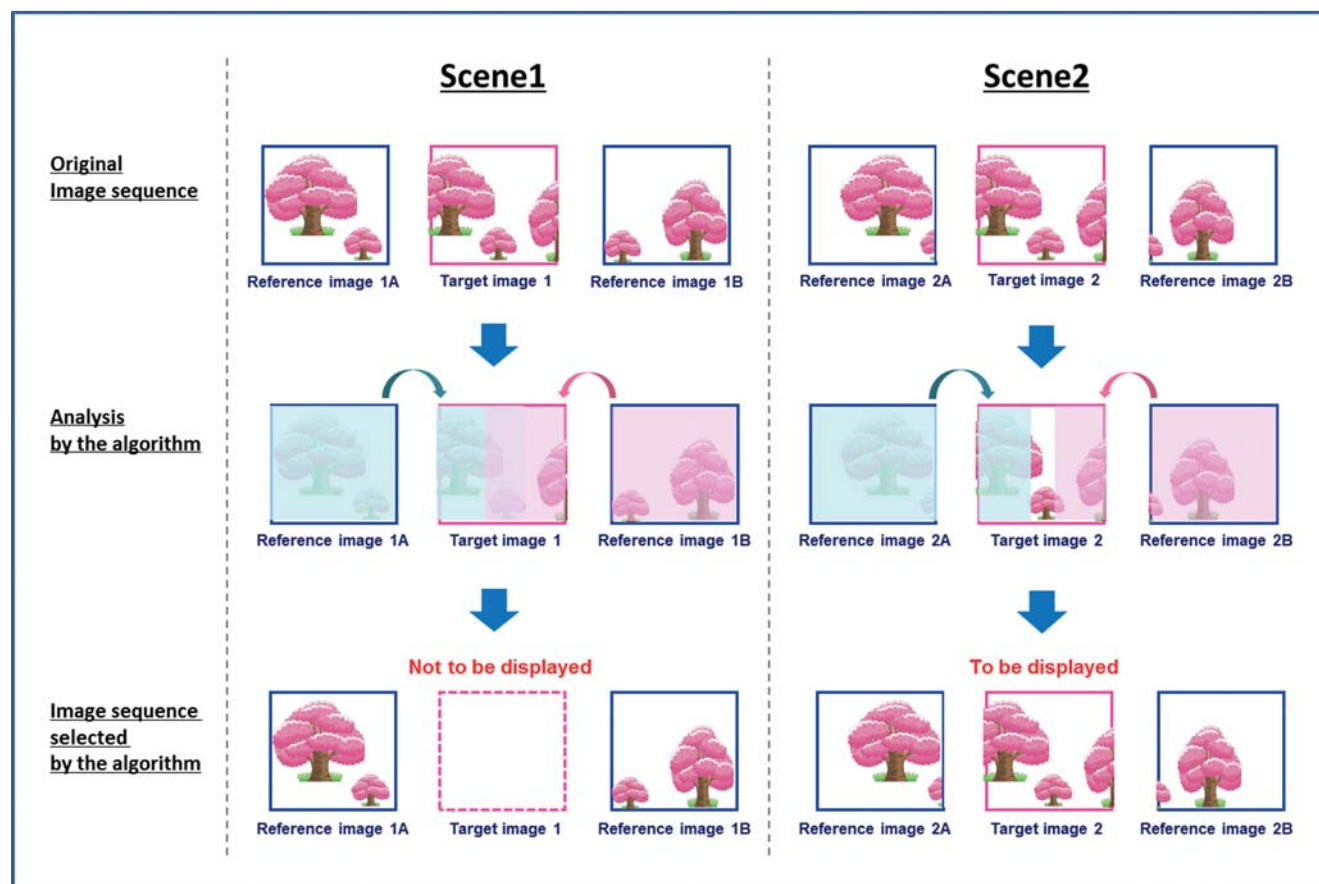 Scene1
Scene2
Original
Image sequence
Reference image 1A
Target image 1
Reference image 1B
Reference image 2A
Target image 2
Reference image 2B
Analysis
by the algorithm
Reference image 1A
Target image 1
Reference image 1B
Reference image 2A
Target image 2
Reference image 2B
Not to be displayed
To be displayed
Image sequence
selected
by the algorithm
Reference image 1A
Target image 1
Reference image 1B
Reference image 2A
Target image 2
Reference image 2B